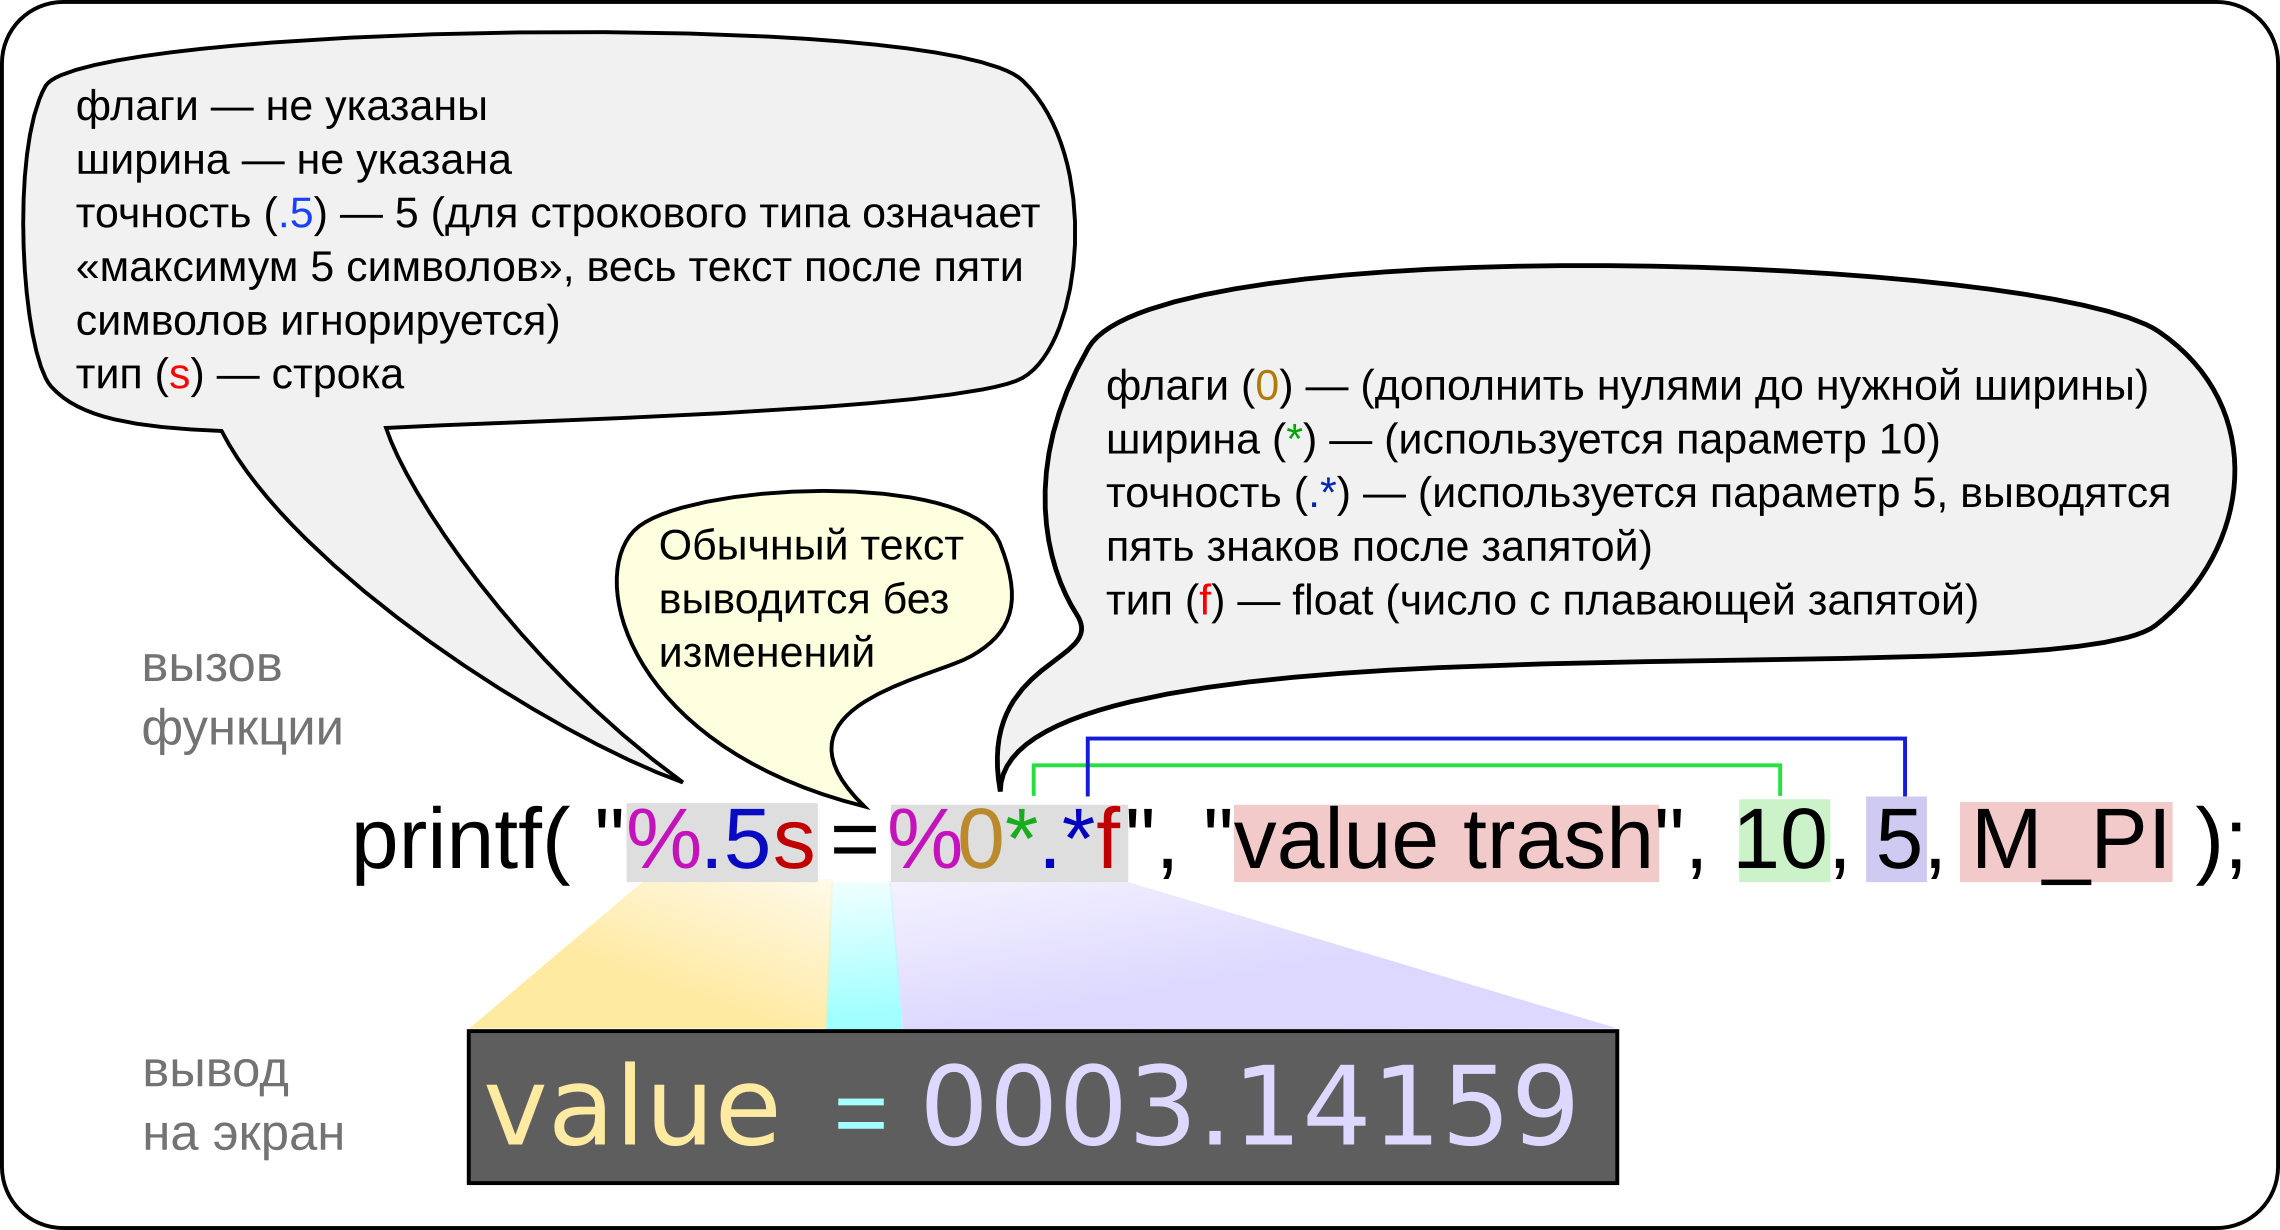 флаги — не указаны
ширина — не указана
точность (.5) — 5 (для строкового типа означает
«максимум 5 символов», весь текст после пяти
символов игнорируется)
тип (s) — строка
флаги (0) — (дополнить нулями до нужной ширины)
ширина (*) — (используется параметр 10)
точность (.*) — (используется параметр 5, выводятся
пять знаков после запятой)
тип (f) — float (число с плавающей запятой)
Обычный текст
выводится без
изменений
вызов
функции
printf( "%.5s = %0*.*f", "value trash", 10, 5, M_PI );
вывод
на экран
value = 0003.14159